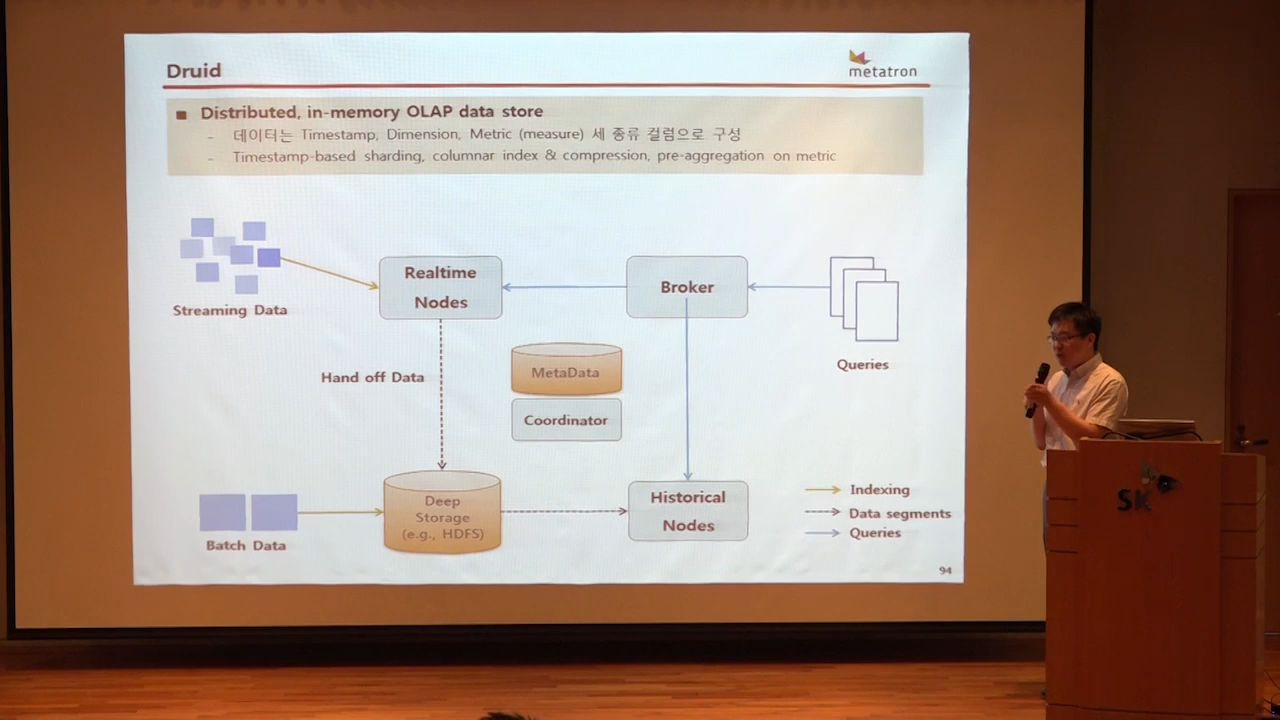 Druid
metatron
Distributed, in-memory OLAP data store
- 데이터는 Timestamp, Dimension, Metric (measure) 세 종류 컬럼으로 구성
- Timestamp-based sharding, columnar index & compression, pre-aggregation on metric
Streaming Data
Realtime
Nodes
Broker
Queries
Hand off Data
MetaData
Coordinator
Batch Data
Deep
Storage
(e.g., HDFS)
Historical
Nodes
Indexing
Data segments
Queries
94
SK